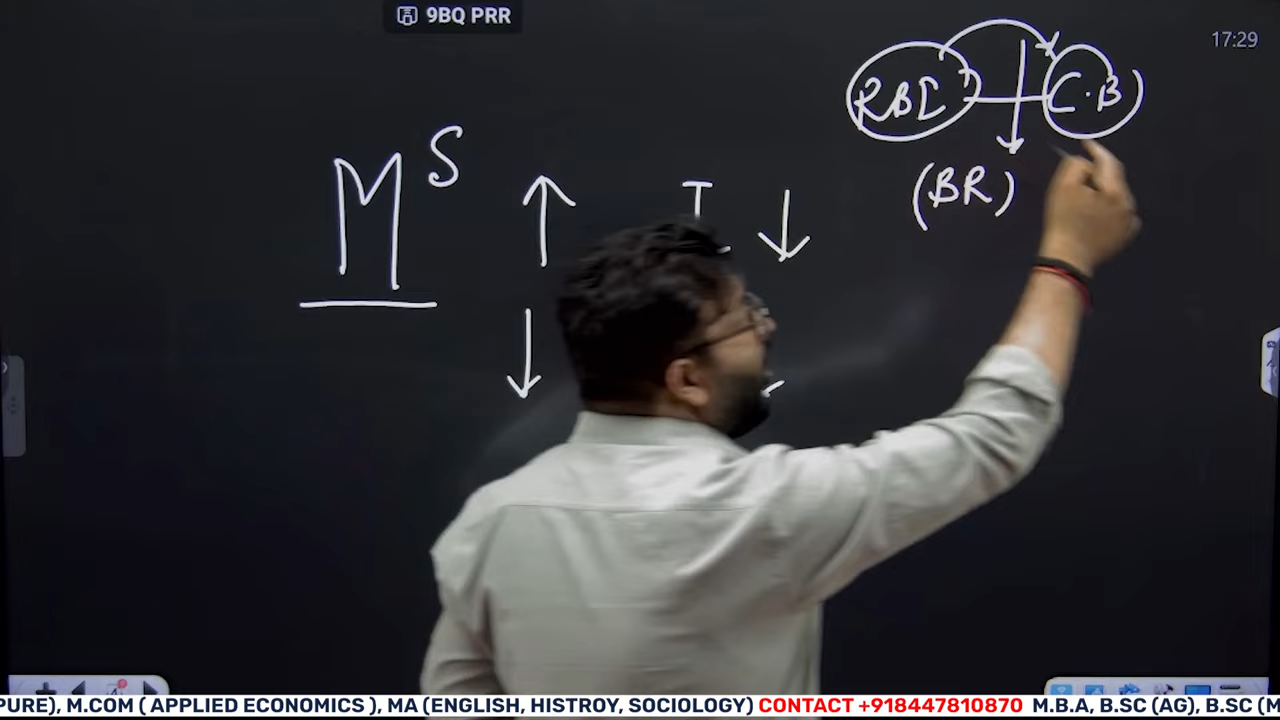 9BQ PRR
17:29
RBI C.B
(BR)
M S ↑ I ↓
↓
PURE), M.COM ( APPLIED ECONOMICS ), MA (ENGLISH, HISTROY, SOCIOLOGY) CONTACT +918447810870 M.B.A, B.SC (AG), B.SC (M